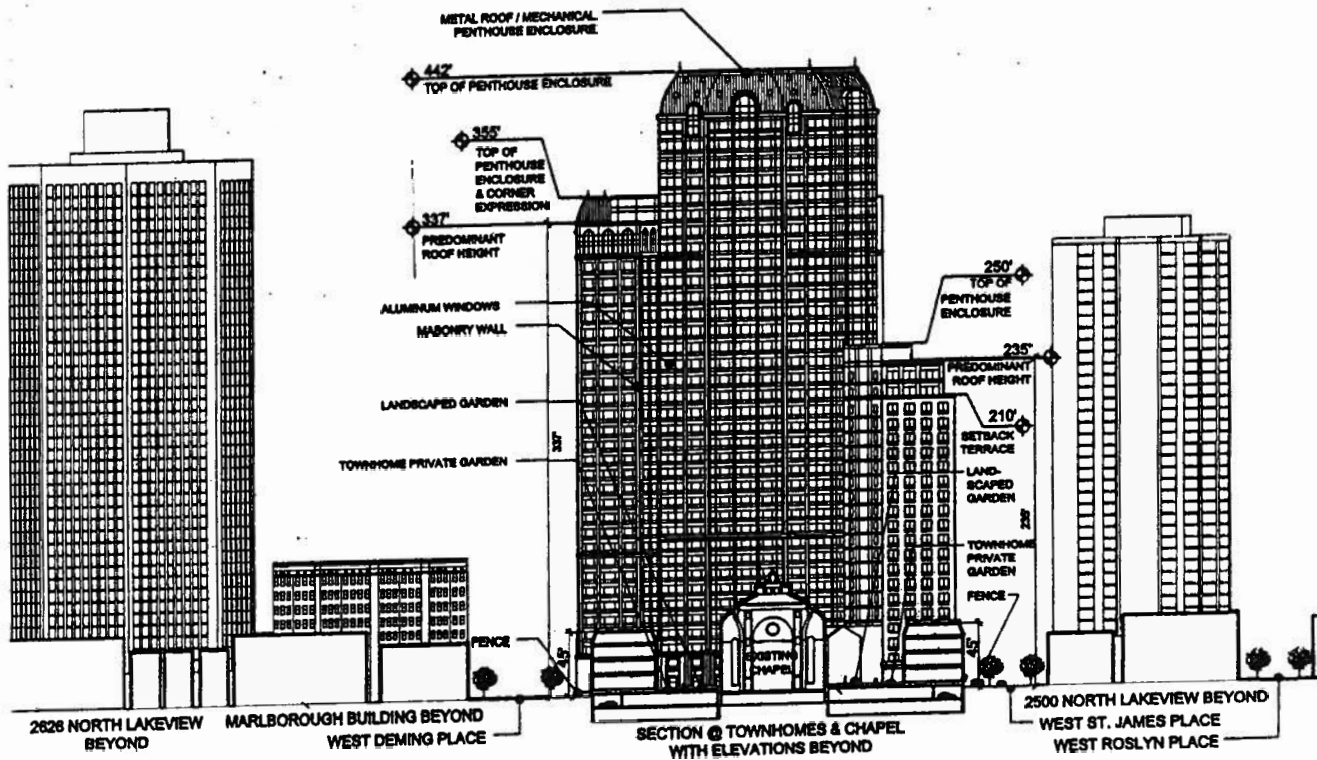 METAL ROOF / MECHANICAL
PENTHOUSE ENCLOSURE
442'
TOP OF PENTHOUSE ENCLOSURE
355'
TOP OF
PENTHOUSE
ENCLOSURE
& CORNER
EXPRESSION
337'
PREDOMINANT
ROOF HEIGHT
ALUMINUM WINDOWS
MASONRY WALL
LANDSCAPED GARDEN
TOWNHOME PRIVATE GARDEN
337'
FENCE
45'
EXISTING
CHAPEL
250'
TOP OF
PENTHOUSE
ENCLOSURE
235'
PREDOMINANT
ROOF HEIGHT
210'
SETBACK
TERRACE
LAND-
SCAPED
GARDEN
235'
TOWNHOME
PRIVATE
GARDEN
FENCE
45'
2626 NORTH LAKEVIEW
BEYOND
MARLBOROUGH BUILDING BEYOND
WEST DEMING PLACE
SECTION @ TOWNHOMES & CHAPEL
WITH ELEVATIONS BEYOND
2500 NORTH LAKEVIEW BEYOND
WEST ST. JAMES PLACE
WEST ROSLYN PLACE